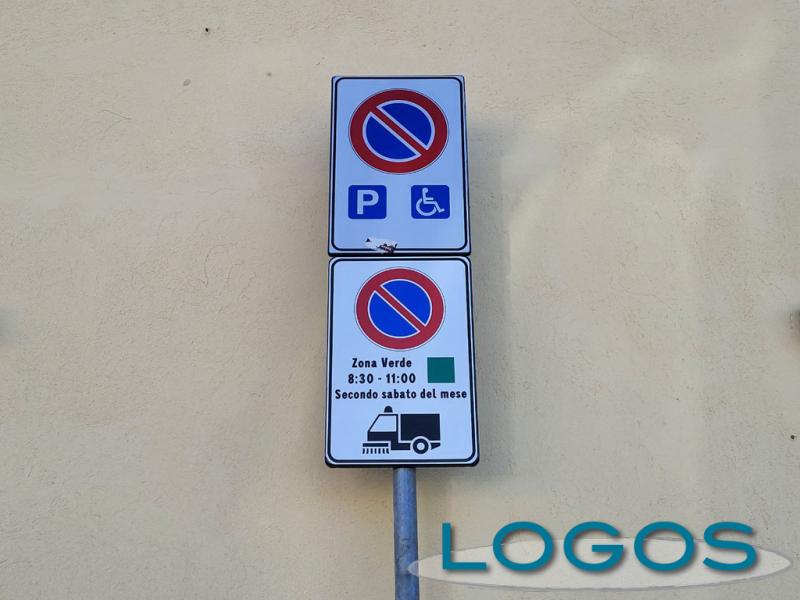 P
Zona Verde
8:30 - 11:00
Secondo sabato del mese
LOGOS